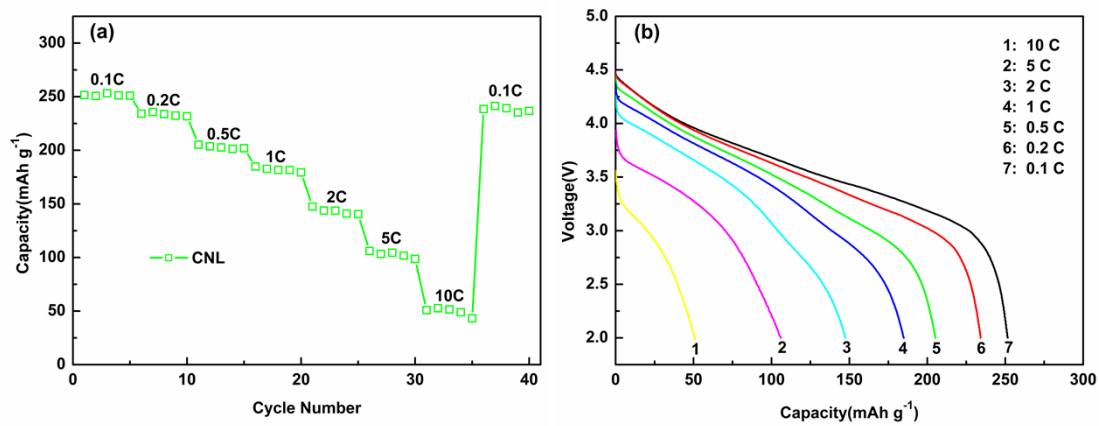 (a)
300
250
200
150
100
50
0
Capacity(mAh g⁻¹)
0.1C
0.2C
0.5C
1C
2C
5C
10C
0.1C
CNL
0
10
20
30
40
Cycle Number
(b)
5.0
4.5
4.0
3.5
3.0
2.5
2.0
Voltage(V)
1: 10 C
2: 5 C
3: 2 C
4: 1 C
5: 0.5 C
6: 0.2 C
7: 0.1 C
1
2
3
4
5
6
7
0
50
100
150
200
250
300
Capacity(mAh g⁻¹)